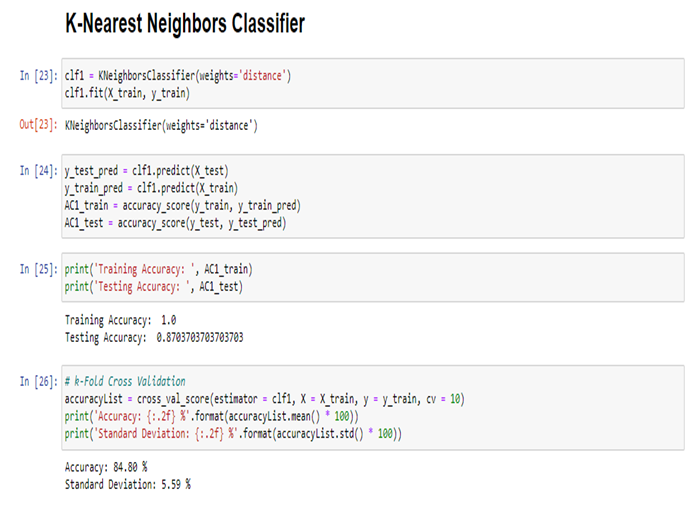 K-Nearest Neighbors Classifier
In [23]: clf1 = KNeighborsClassifier(weights='distance')
clf1.fit(X_train, y_train)
Out[23]: KNeighborsClassifier(weights='distance')
In [24]: y_test_pred = clf1.predict(X_test)
y_train_pred = clf1.predict(X_train)
AC1_train = accuracy_score(y_train, y_train_pred)
AC1_test = accuracy_score(y_test, y_test_pred)
In [25]: print('Training Accuracy: ', AC1_train)
print('Testing Accuracy: ', AC1_test)
Training Accuracy:  1.0
Testing Accuracy:  0.8703703703703703
In [26]: # k-Fold Cross Validation
accuracyList = cross_val_score(estimator = clf1, X = X_train, y = y_train, cv = 10)
print('Accuracy: {:.2f} %'.format(accuracyList.mean() * 100))
print('Standard Deviation: {:.2f} %'.format(accuracyList.std() * 100))
Accuracy: 84.80 %
Standard Deviation: 5.59 %